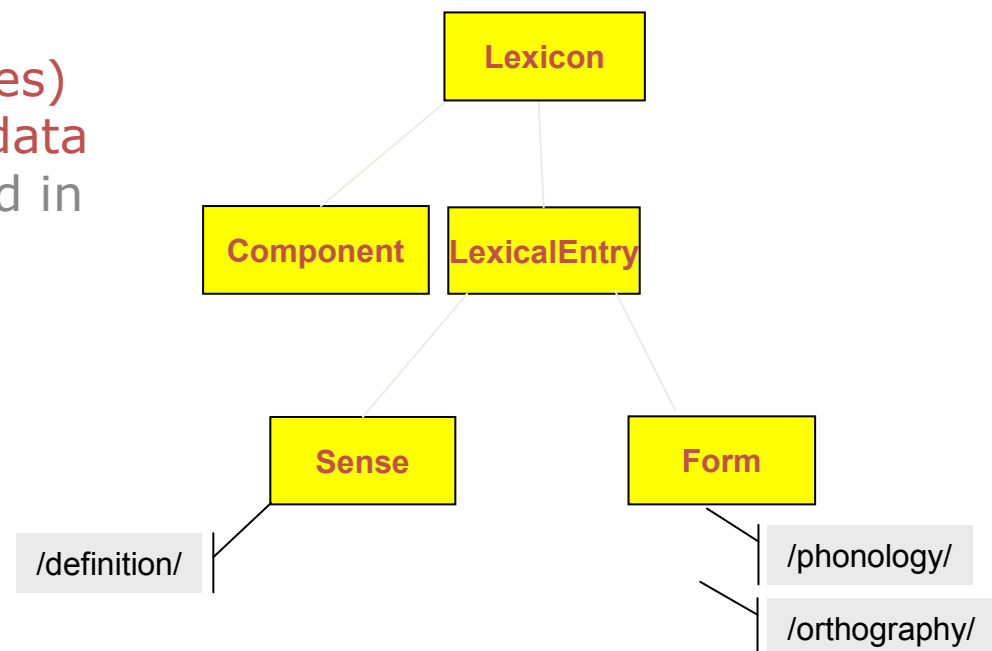 es)
data
d in
Lexicon
Component
LexicalEntry
Sense
Form
/definition/
/phonology/
/orthography/